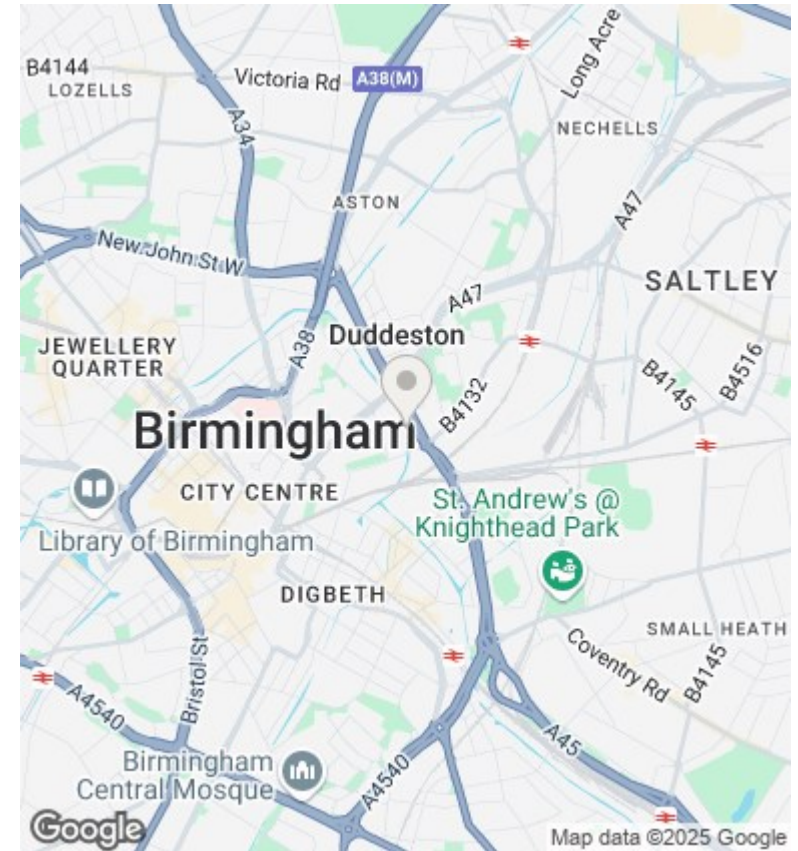 B4144
LOZELLS
Victoria Rd
A38(M)
Long Acre
NECHELLS
A34
ASTON
A47
New John St W
SALTLEY
A47
Duddeston
JEWELLERY
QUARTER
A38
B4145
B4516
B4132
Birmingham
CITY CENTRE
St. Andrew's @
Knighthead Park
Library of Birmingham
DIGBETH
SMALL HEATH
Coventry Rd
B4145
Bristol St
A4540
A45
Birmingham
Central Mosque
A4540
Google
Map data ©2025 Google